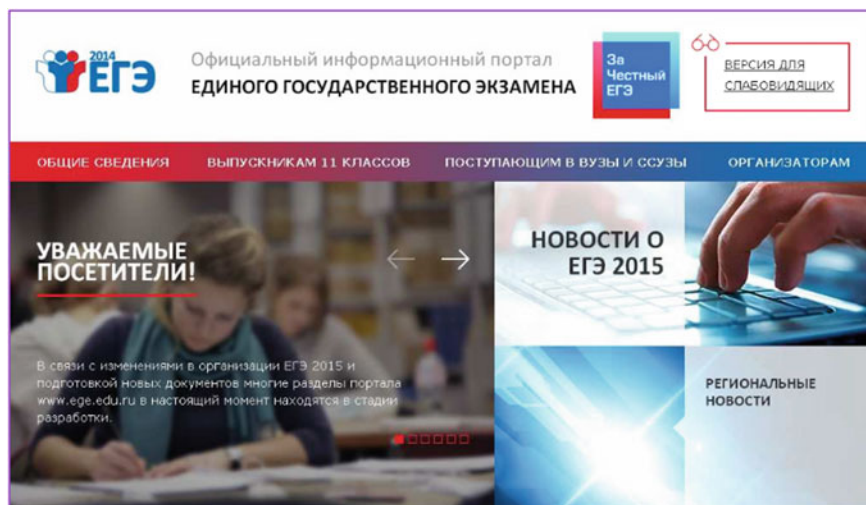 2014
ЕГЭ
Официальный информационный портал
ЕДИНОГО ГОСУДАРСТВЕННОГО ЭКЗАМЕНА
За
Честный
ЕГЭ
ВЕРСИЯ ДЛЯ
СЛАБОВИДЯЩИХ
ОБЩИЕ СВЕДЕНИЯ ВЫПУСКНИКАМ 11 КЛАССОВ ПОСТУПАЮЩИМ В ВУЗЫ И ССУЗЫ ОРГАНИЗАТОРАМ
УВАЖАЕМЫЕ
ПОСЕТИТЕЛИ!
В связи с изменениями в организации ЕГЭ 2015 и
подготовкой новых документов многие разделы портала
www.ege.edu.ru в настоящий момент находятся в стадии
разработки.
НОВОСТИ О
ЕГЭ 2015
РЕГИОНАЛЬНЫЕ
НОВОСТИ